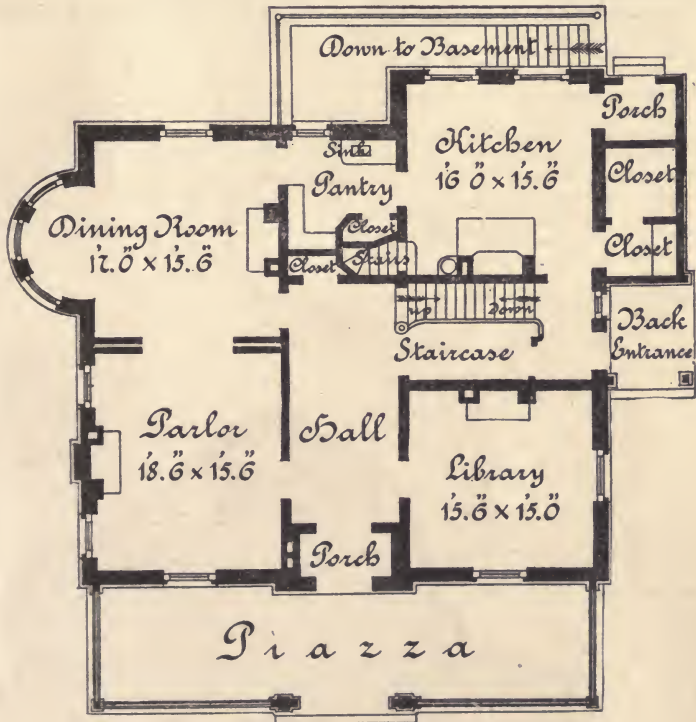 Down to Basement
Porch
Kitchen
16'0" x 15'.6"
Sink
Pantry
Closet
Closet
Dining Room
17'.0" x 15'.6"
Closet
Stairs
Closet
up
down
Back
Entrance
Staircase
Parlor
18'.6" x 15'.6"
Hall
Library
15'.6" x 15'.0"
Porch
Piazza